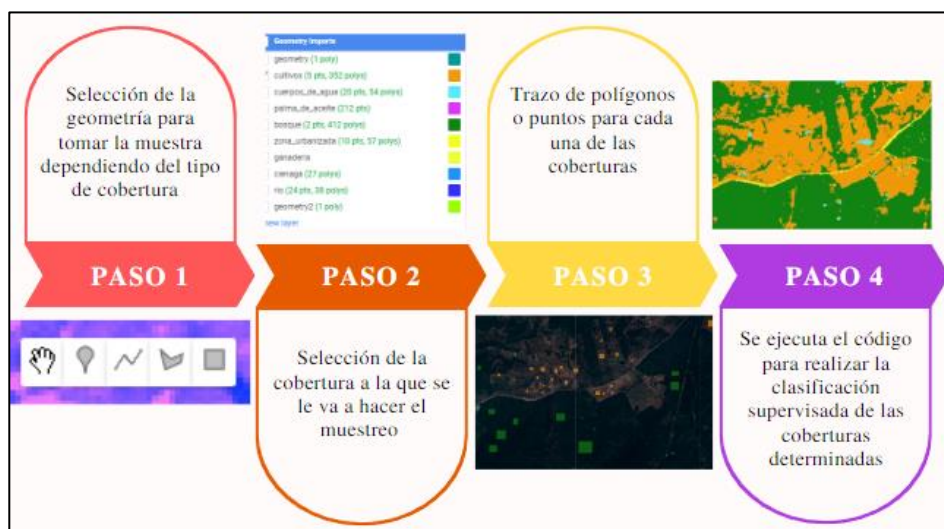 Selección de la
geometría para
tomar la muestra
dependiendo del tipo
de cobertura
PASO 1
Geometry Imports
geometry (1 poly)
cultivos (5 pts, 352 polys)
cuerpos_de_agua (20 pts, 54 polys)
palma_de_aceite (212 pts)
bosque (2 pts, 412 polys)
zona_urbanizada (10 pts, 57 polys)
ganaderia
cienaga (27 polys)
rio (24 pts, 38 polys)
geometry2 (1 poly)
new layer
PASO 2
Selección de la
cobertura a la que se
le va a hacer el
muestreo
Trazo de polígonos
o puntos para cada
una de las
coberturas
PASO 3
PASO 4
Se ejecuta el código
para realizar la
clasificación
supervisada de las
coberturas
determinadas